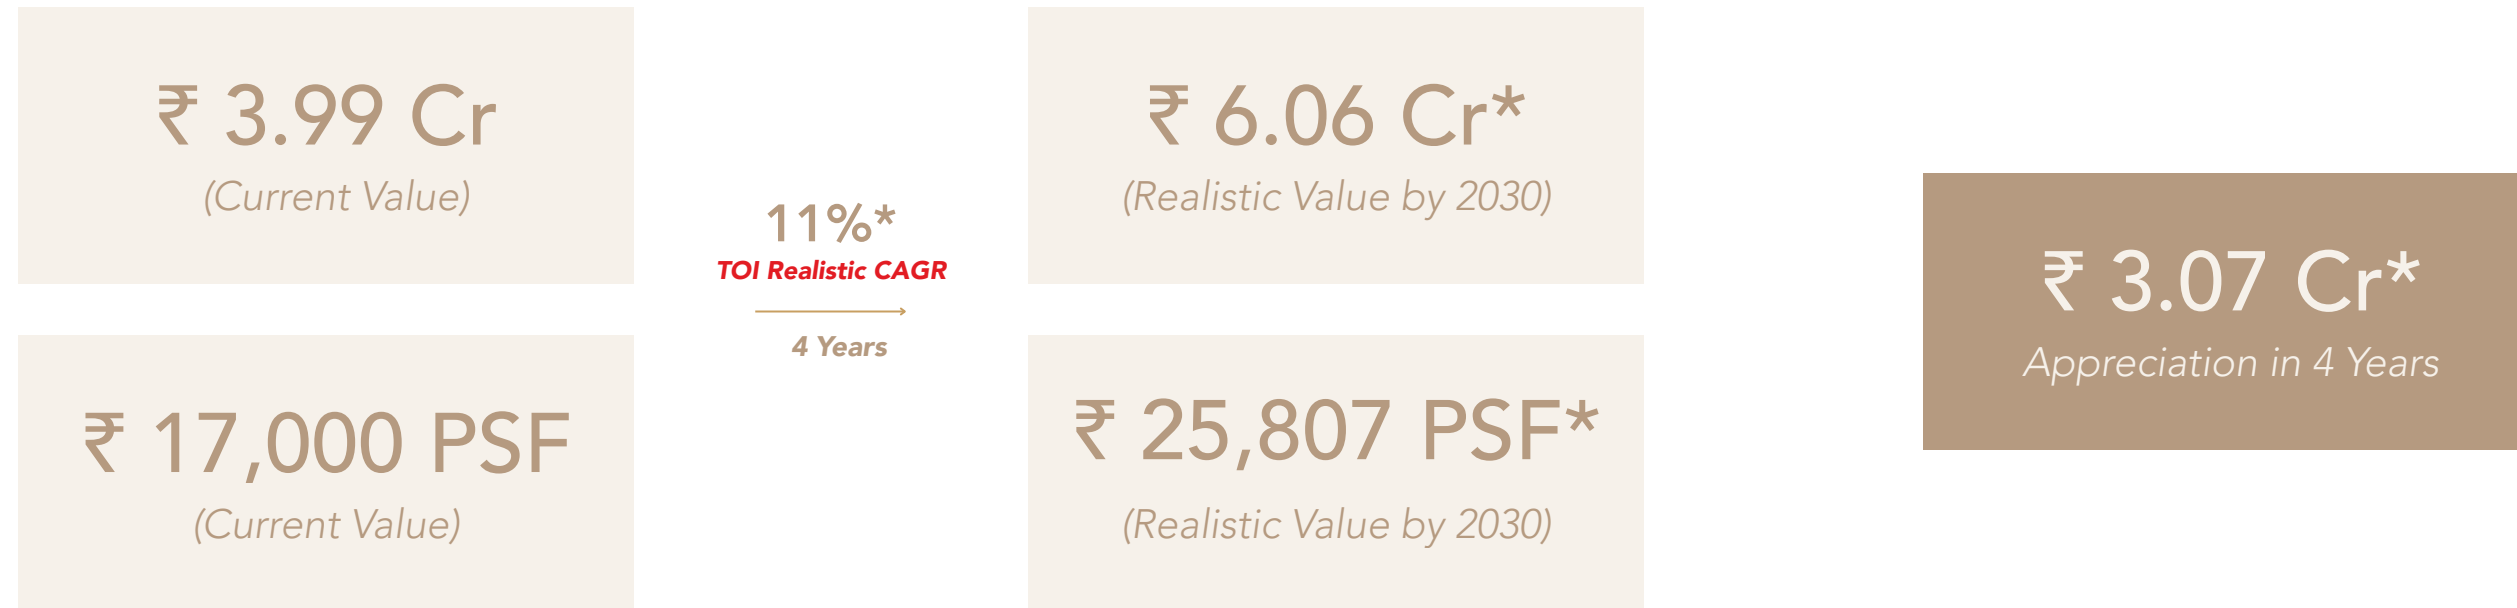 ₹ 3.99 Cr
(Current Value)
₹ 17,000 PSF
(Current Value)
11%*
TOI Realistic CAGR
4 Years
₹ 6.06 Cr*
(Realistic Value by 2030)
₹ 25,807 PSF*
(Realistic Value by 2030)
₹ 3.07 Cr*
Appreciation in 4 Years